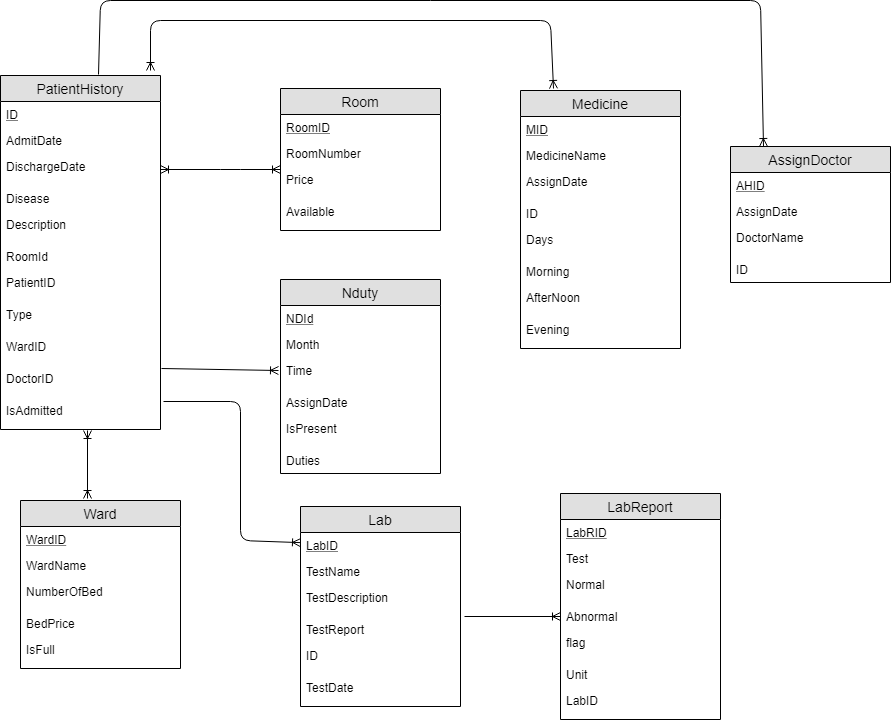 PatientHistory
ID
AdmitDate
DischargeDate
Disease
Description
RoomId
PatientID
Type
WardID
DoctorID
IsAdmitted
Room
RoomID
RoomNumber
Price
Available
Medicine
MID
MedicineName
AssignDate
ID
Days
Morning
AfterNoon
Evening
AssignDoctor
AHID
AssignDate
DoctorName
ID
Nduty
NDId
Month
Time
AssignDate
IsPresent
Duties
Ward
WardID
WardName
NumberOfBed
BedPrice
IsFull
Lab
LabID
TestName
TestDescription
TestReport
ID
TestDate
LabReport
LabRID
Test
Normal
Abnormal
flag
Unit
LabID